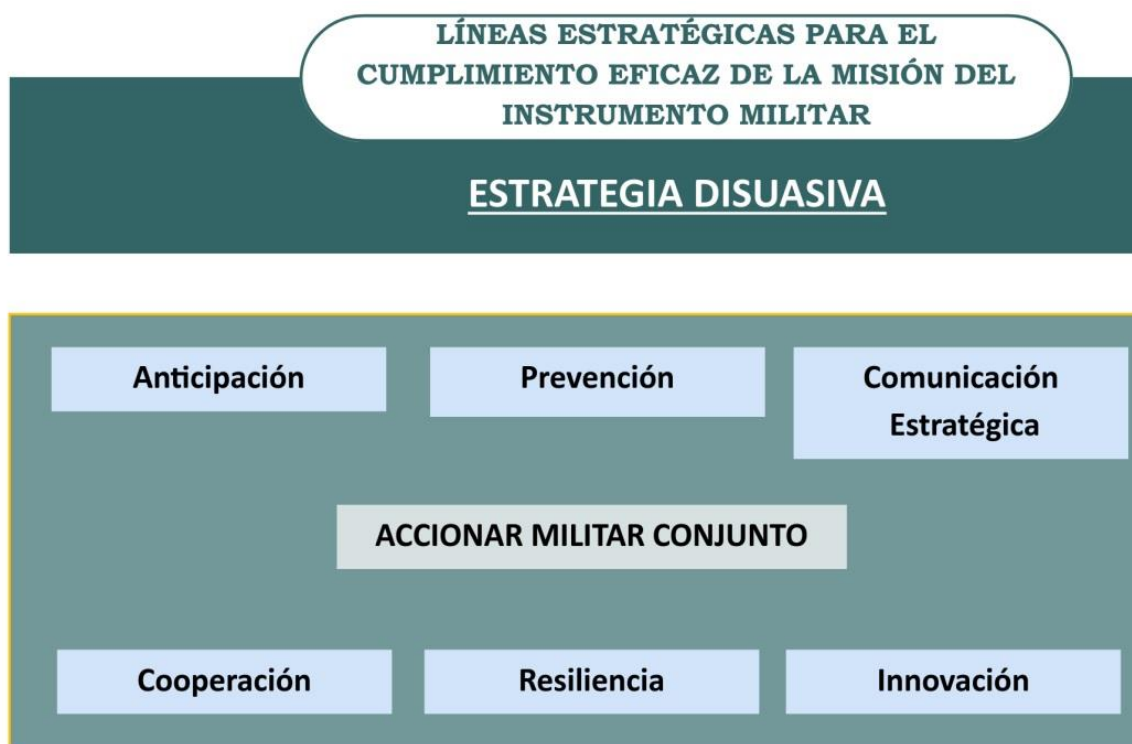 LÍNEAS ESTRATÉGICAS PARA EL
CUMPLIMIENTO EFICAZ DE LA MISIÓN DEL
INSTRUMENTO MILITAR
ESTRATEGIA DISUASIVA
Anticipación
Prevención
Comunicación
Estratégica
ACCIONAR MILITAR CONJUNTO
Cooperación
Resiliencia
Innovación